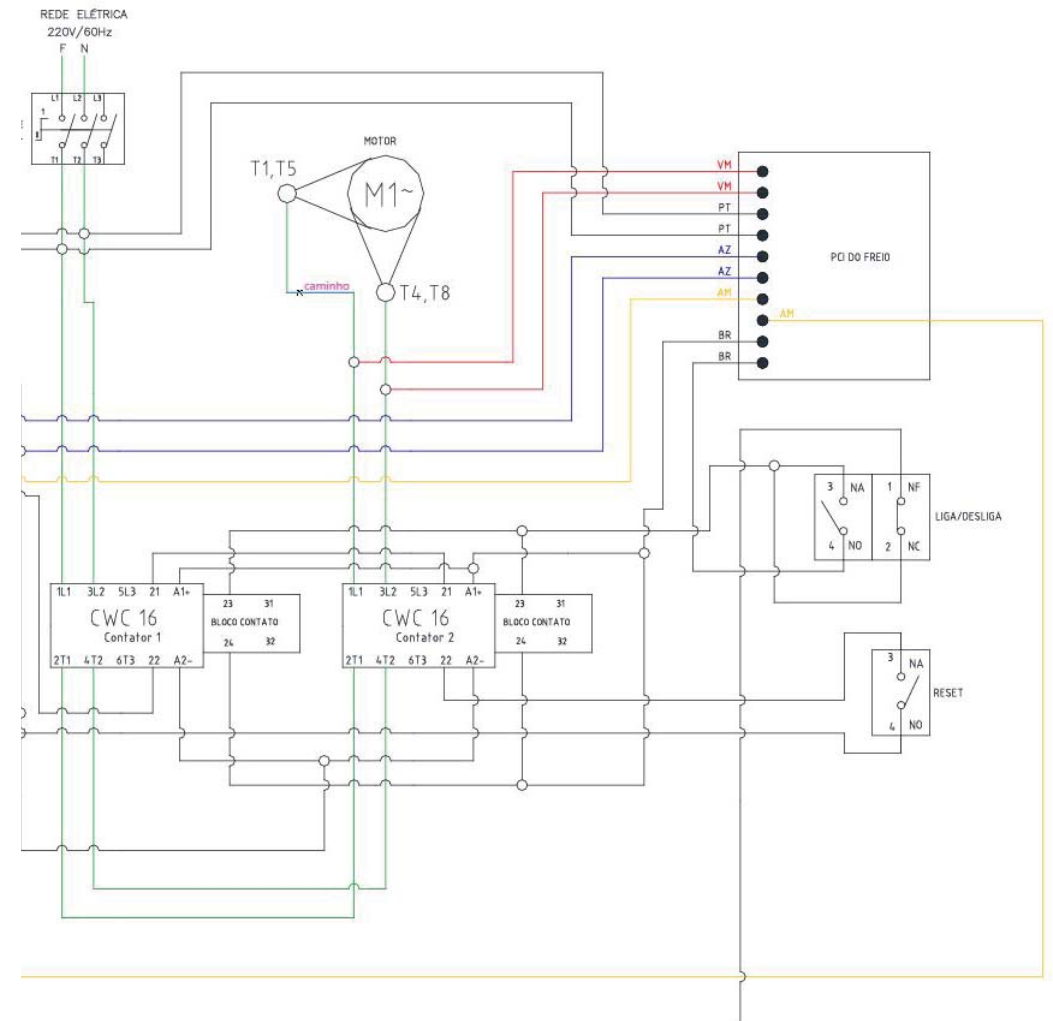 REDE ELÉTRICA
220V/60Hz
F N
L1 L2 L3
1
T1 T2 T3
MOTOR
T1,T5
M1~
caminho
T4,T8
VM
VM
PT
PT
AZ
AZ
AM
AM
BR
BR
PCI DO FREIO
3 NA 1 NF
4 NO 2 NC
LIGA/DESLIGA
1L1 3L2 5L3 21 A1+
CWC 16
Contator 1
2T1 4T2 6T3 22 A2-
23 31
BLOCO CONTATO
24 32
1L1 3L2 5L3 21 A1+
CWC 16
Contator 2
2T1 4T2 6T3 22 A2-
23 31
BLOCO CONTATO
24 32
3 NA
RESET
4 NO